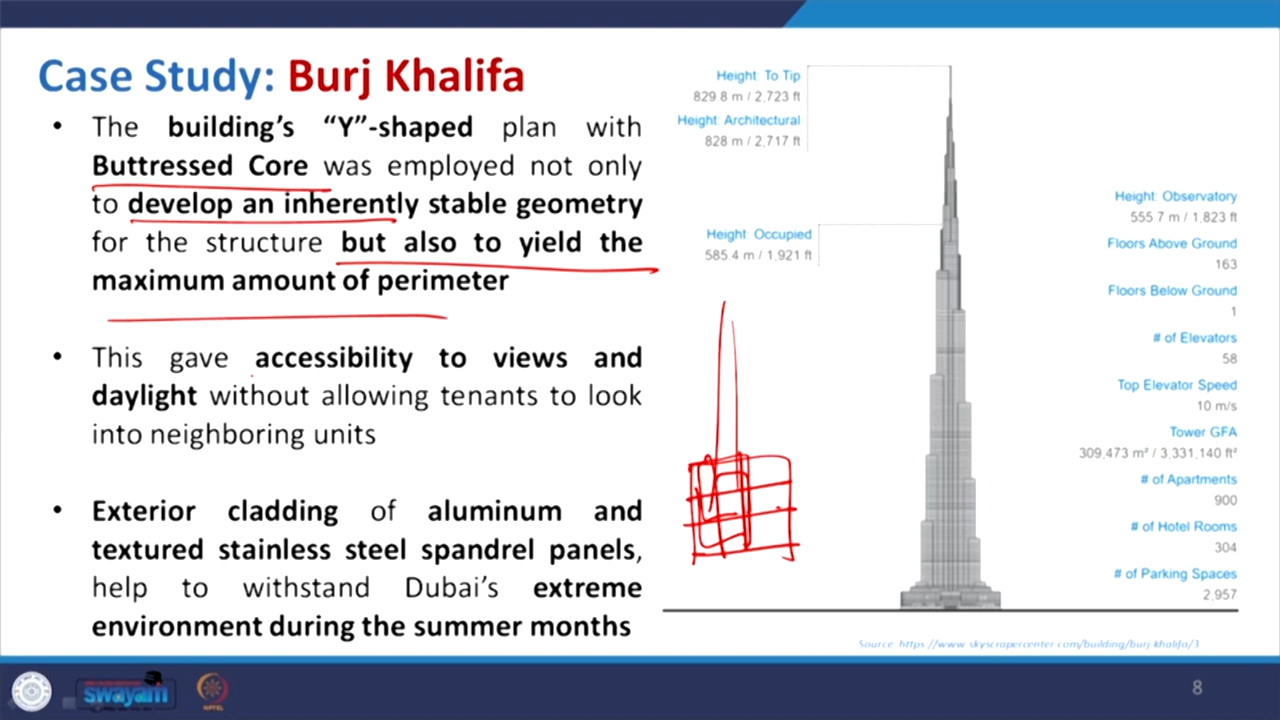 Case Study: Burj Khalifa
• The building’s “Y”-shaped plan with
Buttressed Core was employed not only
to develop an inherently stable geometry
for the structure but also to yield the
maximum amount of perimeter
• This gave accessibility to views and
daylight without allowing tenants to look
into neighboring units
• Exterior cladding of aluminum and
textured stainless steel spandrel panels,
help to withstand Dubai’s extreme
environment during the summer months
Height: To Tip
829.8 m / 2,723 ft
Height: Architectural
828 m / 2,717 ft
Height: Occupied
585.4 m / 1,921 ft
Height: Observatory
555.7 m / 1,823 ft
Floors Above Ground
163
Floors Below Ground
1
# of Elevators
58
Top Elevator Speed
10 m/s
Tower GFA
309,473 m² / 3,331,140 ft²
# of Apartments
900
# of Hotel Rooms
304
# of Parking Spaces
2,957
Source: https://www.skyscrapercenter.com/building/burj-khalifa/3
swayam
NPTEL
8